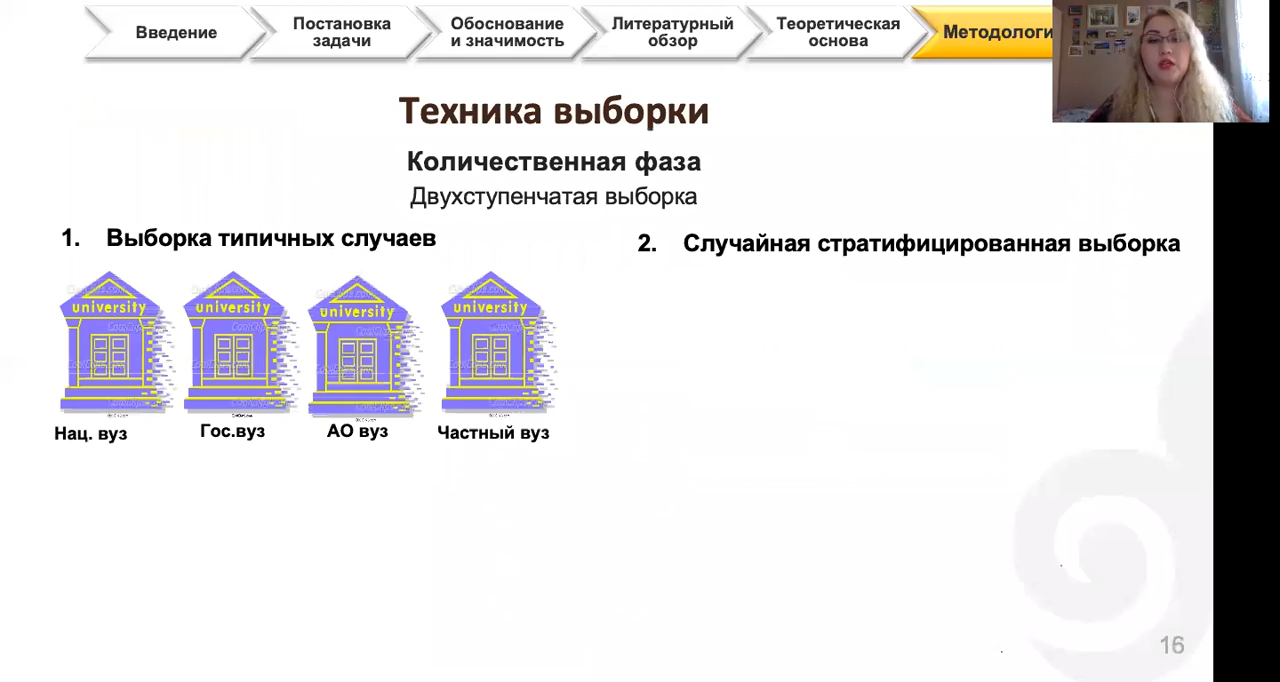 Введение
Постановка
задачи
Обоснование
и значимость
Литературный
обзор
Теоретическая
основа
Методологи
Техника выборки
Количественная фаза
Двухступенчатая выборка
1. Выборка типичных случаев
2. Случайная стратифицированная выборка
university
university
university
university
Нац. вуз
Гос.вуз
АО вуз
Частный вуз
16